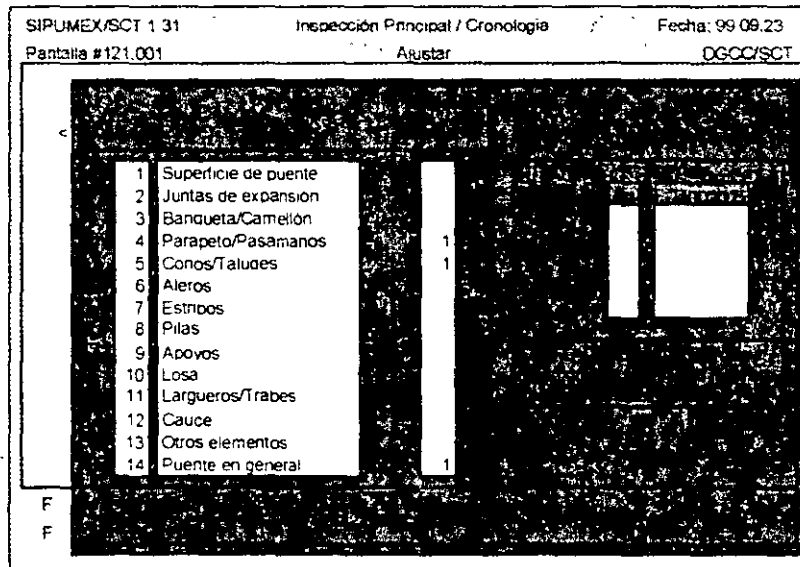 SIPUMEX/SCT 1.31 Inspección Principal / Cronología Fecha: 99.09.23
Pantalla #121.001 Ajustar DGCC/SCT
<
1 Superficie de puente
2 Juntas de expansión
3 Banqueta/Camellón
4 Parapeto/Pasamanos 1
5 Conos/Taludes 1
6 Aleros
7 Estribos
8 Pilas
9 Apoyos
10 Losa
11 Largueros/Trabes
12 Cauce
13 Otros elementos
14 Puente en general 1
F
F